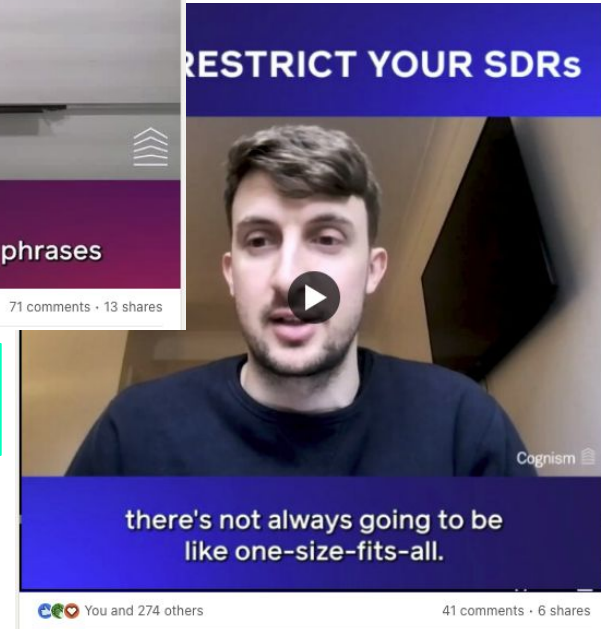 RESTRICT YOUR SDRs
phrases
71 comments • 13 shares
Cognism
there's not always going to be
like one-size-fits-all.
You and 274 others
41 comments • 6 shares